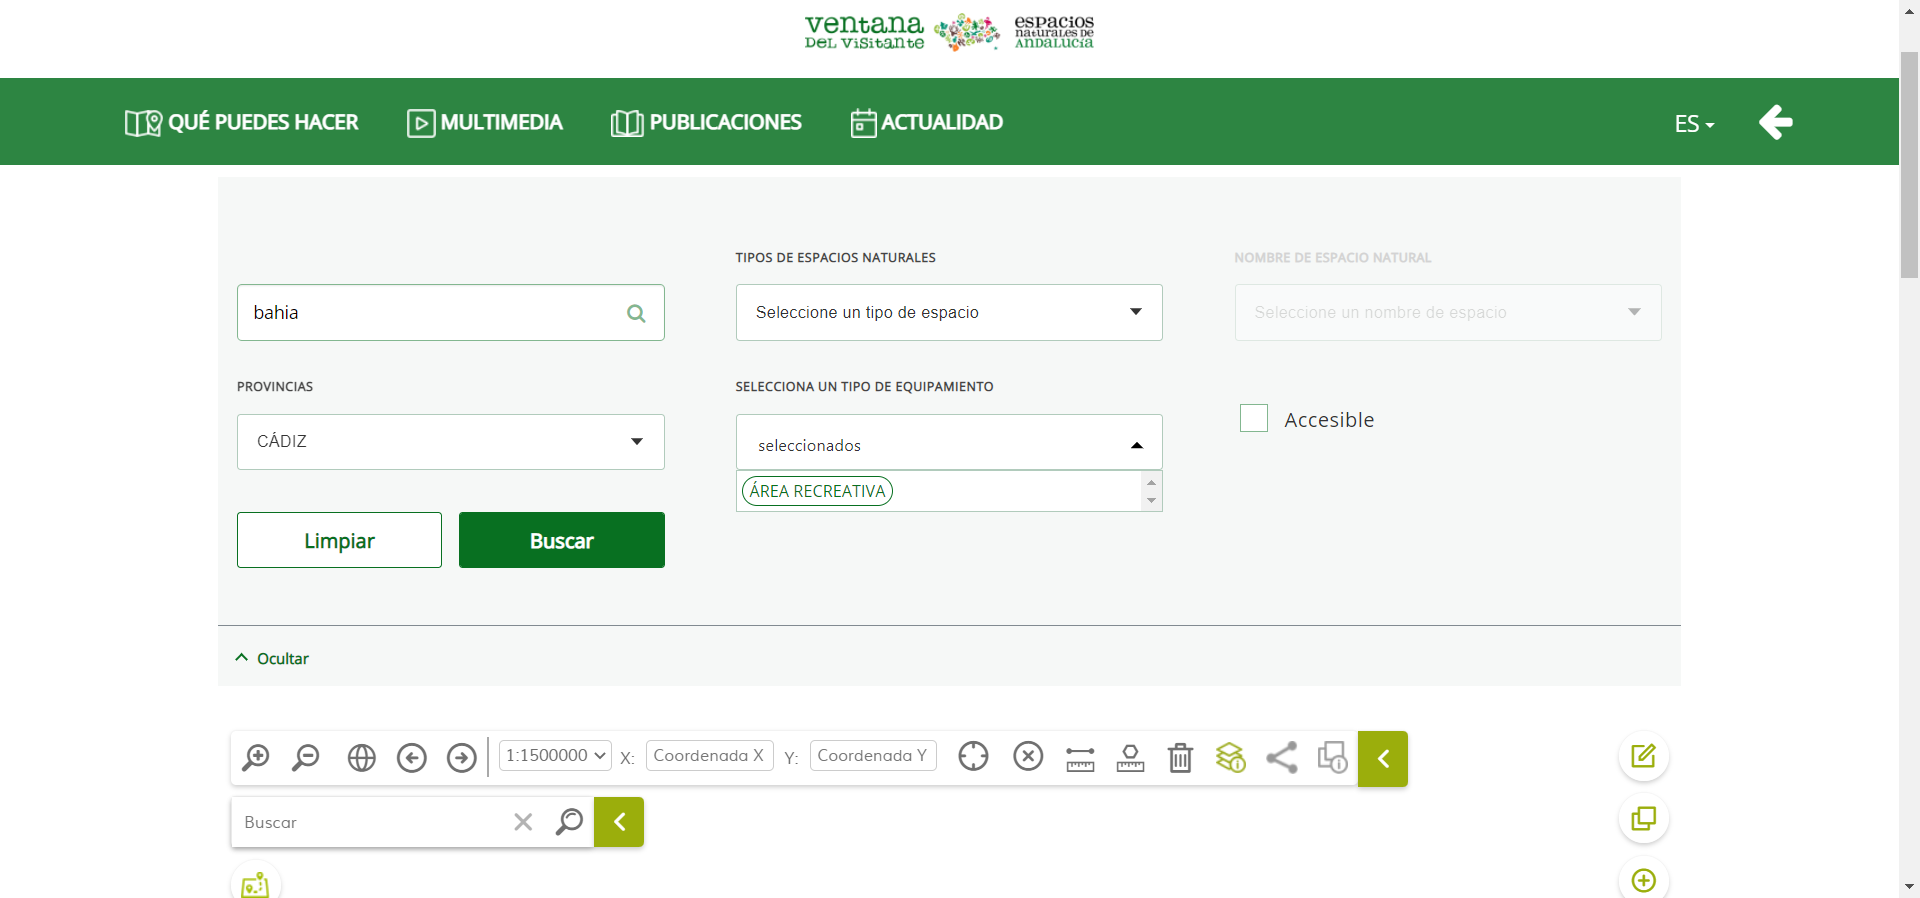 ventana
DEL VISITANTE
espacios
naturales de
ANDALUCÍA
QUÉ PUEDES HACER
MULTIMEDIA
PUBLICACIONES
ACTUALIDAD
ES
TIPOS DE ESPACIOS NATURALES
NOMBRE DE ESPACIO NATURAL
bahia
Seleccione un tipo de espacio
Seleccione un nombre de espacio
PROVINCIAS
SELECCIONA UN TIPO DE EQUIPAMIENTO
CÁDIZ
seleccionados
Accesible
ÁREA RECREATIVA
Limpiar
Buscar
Ocultar
1:1500000
X:
Coordenada X
Y:
Coordenada Y
Buscar